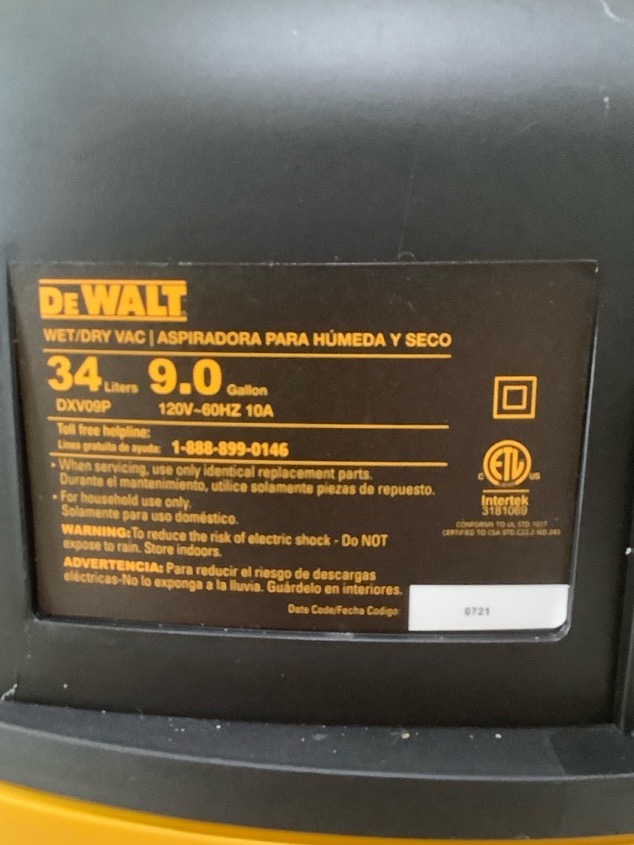 DEWALT
WET/DRY VAC | ASPIRADORA PARA HÚMEDA Y SECO
34 Liters 9.0 Gallon
DXV09P 120V~60HZ 10A
Toll free helpline:
Linea gratuita de ayuda: 1-888-899-0146
• When servicing, use only identical replacement parts.
Durante el mantenimiento, utilice solamente piezas de repuesto.
• For household use only.
Solamente para uso doméstico.
WARNING: To reduce the risk of electric shock - Do NOT
expose to rain. Store indoors.
ADVERTENCIA: Para reducir el riesgo de descargas
eléctricas-No lo exponga a la lluvia. Guárdelo en interiores.
Date Code/Fecha Codigo: 0721
C ETL US
Intertek
3181069
CONFORMS TO UL STD. 1017
CERTIFIED TO CSA STD.C22.2 NO.243